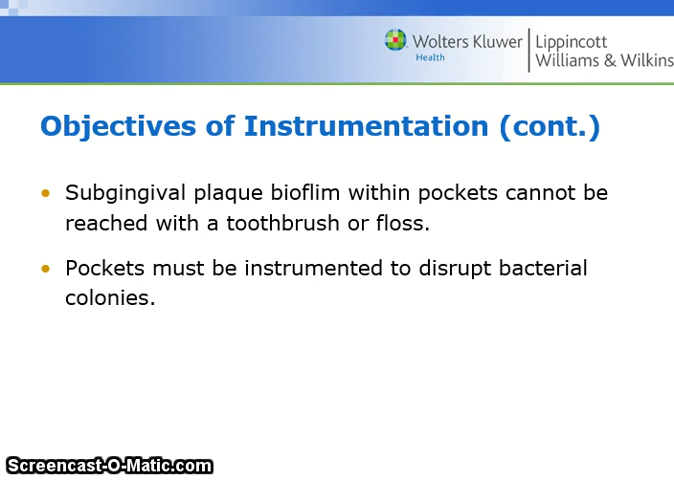 Wolters Kluwer
Health
Lippincott
Williams & Wilkins
Objectives of Instrumentation (cont.)
• Subgingival plaque bioflim within pockets cannot be
reached with a toothbrush or floss.
• Pockets must be instrumented to disrupt bacterial
colonies.
Screencast-O-Matic.com